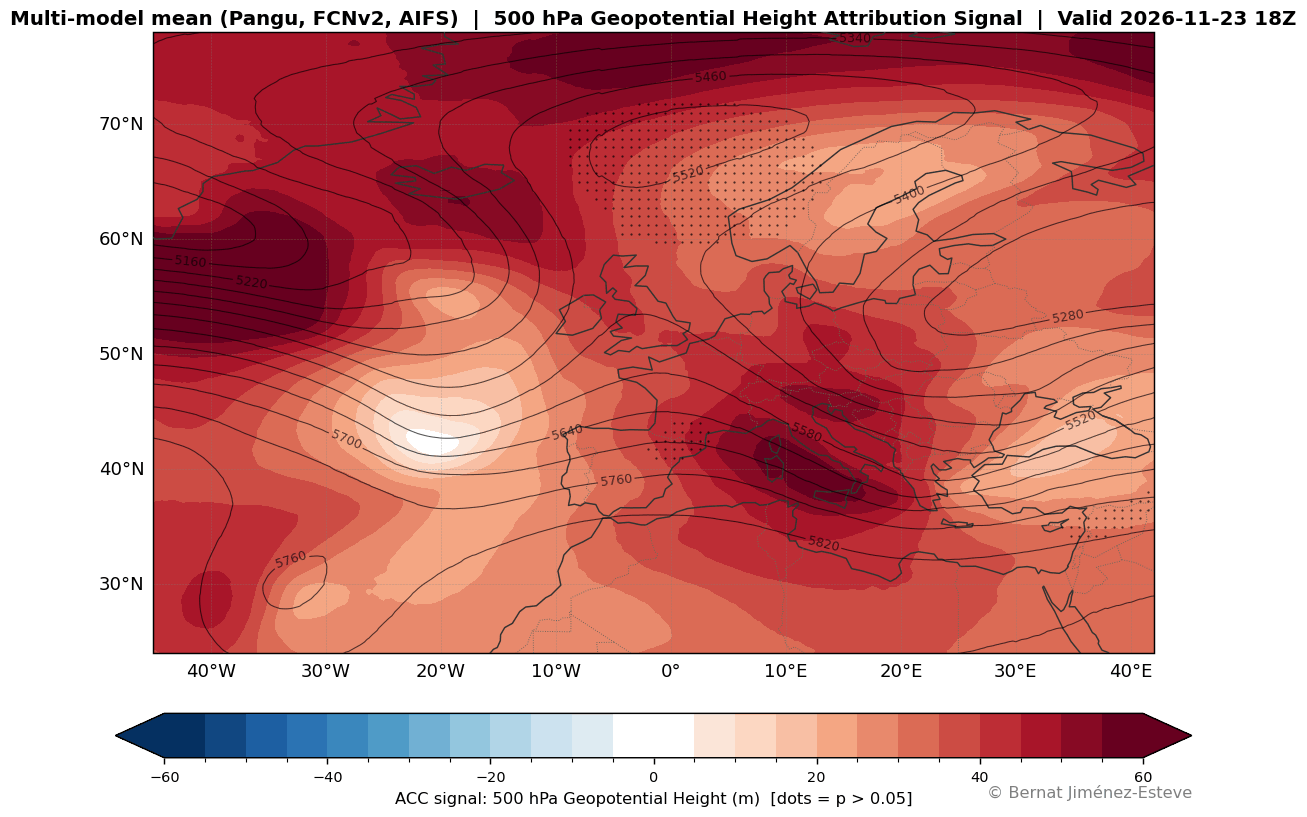 Multi-model mean (Pangu, FCNv2, AIFS)  |  500 hPa Geopotential Height Attribution Signal  |  Valid 2026-11-23 18Z
5340
5460
70°N
5520
5400
60°N
5160
5220
5280
50°N
5520
5700
5640
5580
40°N
5760
5820
5760
30°N
40°W 30°W 20°W 10°W 0° 10°E 20°E 30°E 40°E
−60 −40 −20 0 20 40 60
ACC signal: 500 hPa Geopotential Height (m)  [dots = p > 0.05]
© Bernat Jiménez-Esteve